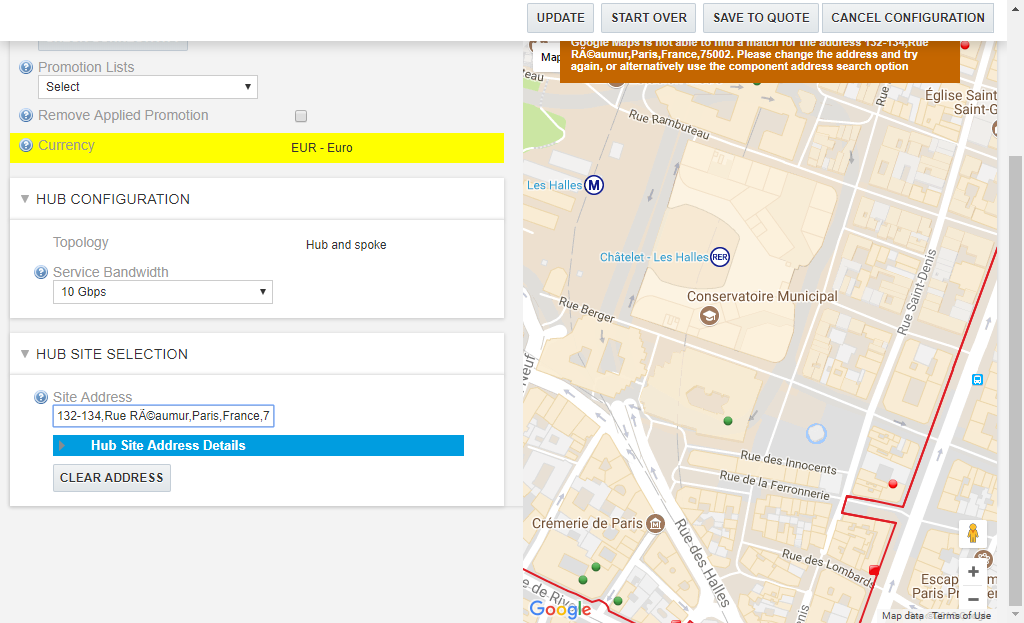 UPDATE
START OVER
SAVE TO QUOTE
CANCEL CONFIGURATION
Promotion Lists
Select
Remove Applied Promotion
Currency
EUR - Euro
HUB CONFIGURATION
Topology
Hub and spoke
Service Bandwidth
10 Gbps
HUB SITE SELECTION
Site Address
132-134,Rue RÃ©aumur,Paris,France,7
Hub Site Address Details
CLEAR ADDRESS
Map
Google Maps is not able to find a match for the address 132-134,Rue
RÃ©aumur,Paris,France,75002. Please change the address and try
again, or alternatively use the component address search option
eau
Rue
Église Saint
Saint-G
Rue Rambuteau
Les Halles
M
Châtelet - Les Halles
RER
Rue Saint-Denis
Conservatoire Municipal
Rue Berger
Neuf
Rue des Innocents
Rue de la Ferronnerie
Crémerie de Paris
Rue des Halles
Rue des Lombards
Escap
m
Paris Pr
er
e de Riv
nis
Google
Map data
Terms of Use